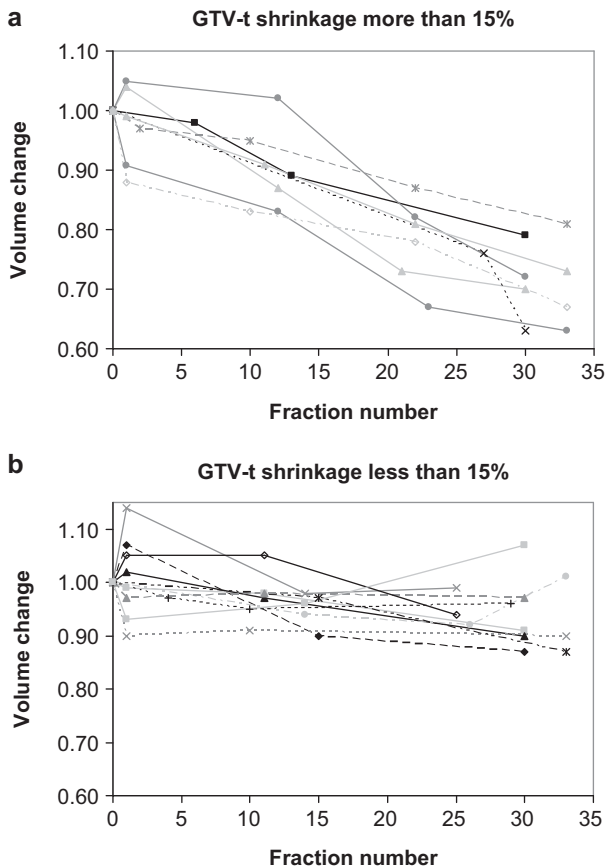 a
GTV-t shrinkage more than 15%
1.10
1.00
0.90
0.80
0.70
0.60
Volume change
0 5 10 15 20 25 30 35
Fraction number
b
GTV-t shrinkage less than 15%
1.10
1.00
0.90
0.80
0.70
0.60
Volume change
0 5 10 15 20 25 30 35
Fraction number